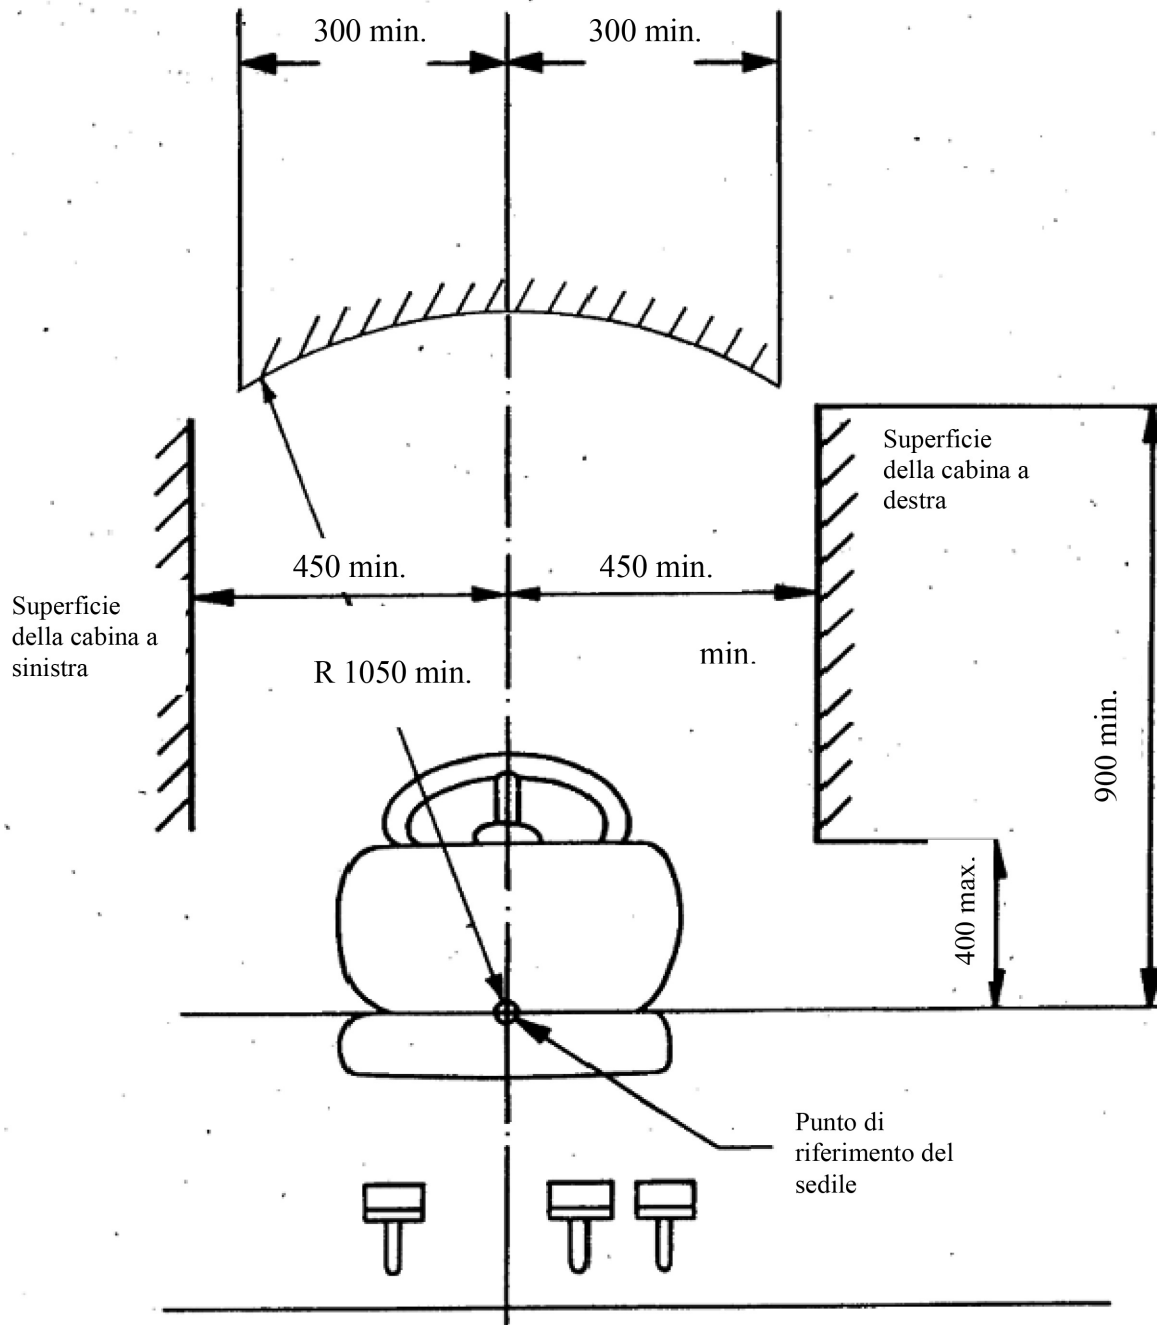 300 min.
300 min.
Superficie
della cabina a
destra
450 min.
450 min.
Superficie
della cabina a
sinistra
min.
R 1050 min.
900 min.
400 max.
Punto di
riferimento del
sedile